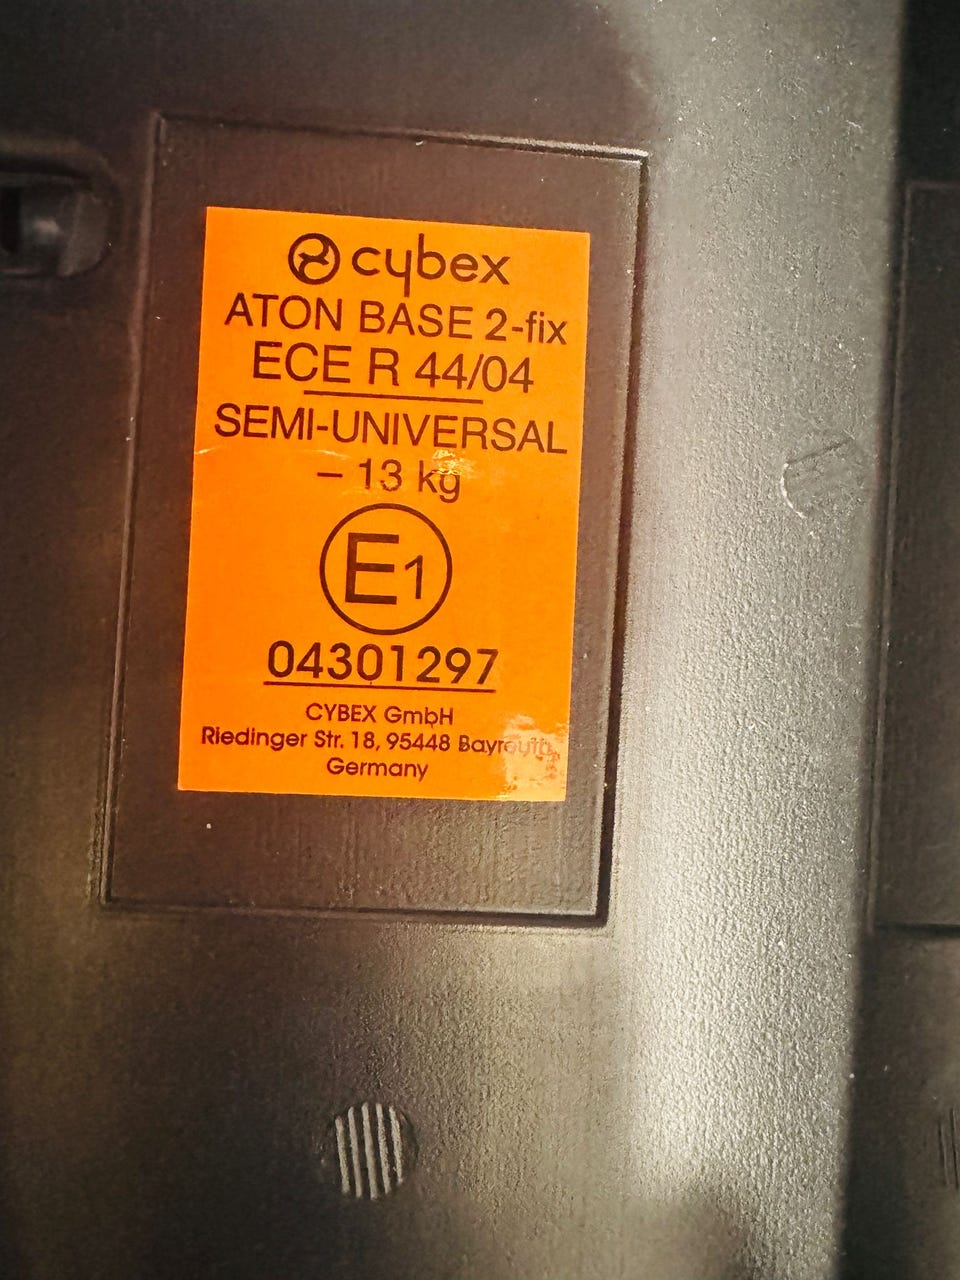 cybex
ATON BASE 2-fix
ECE R 44/04
SEMI-UNIVERSAL
– 13 kg
E1
04301297
CYBEX GmbH
Riedinger Str. 18, 95448 Bayreuth,
Germany